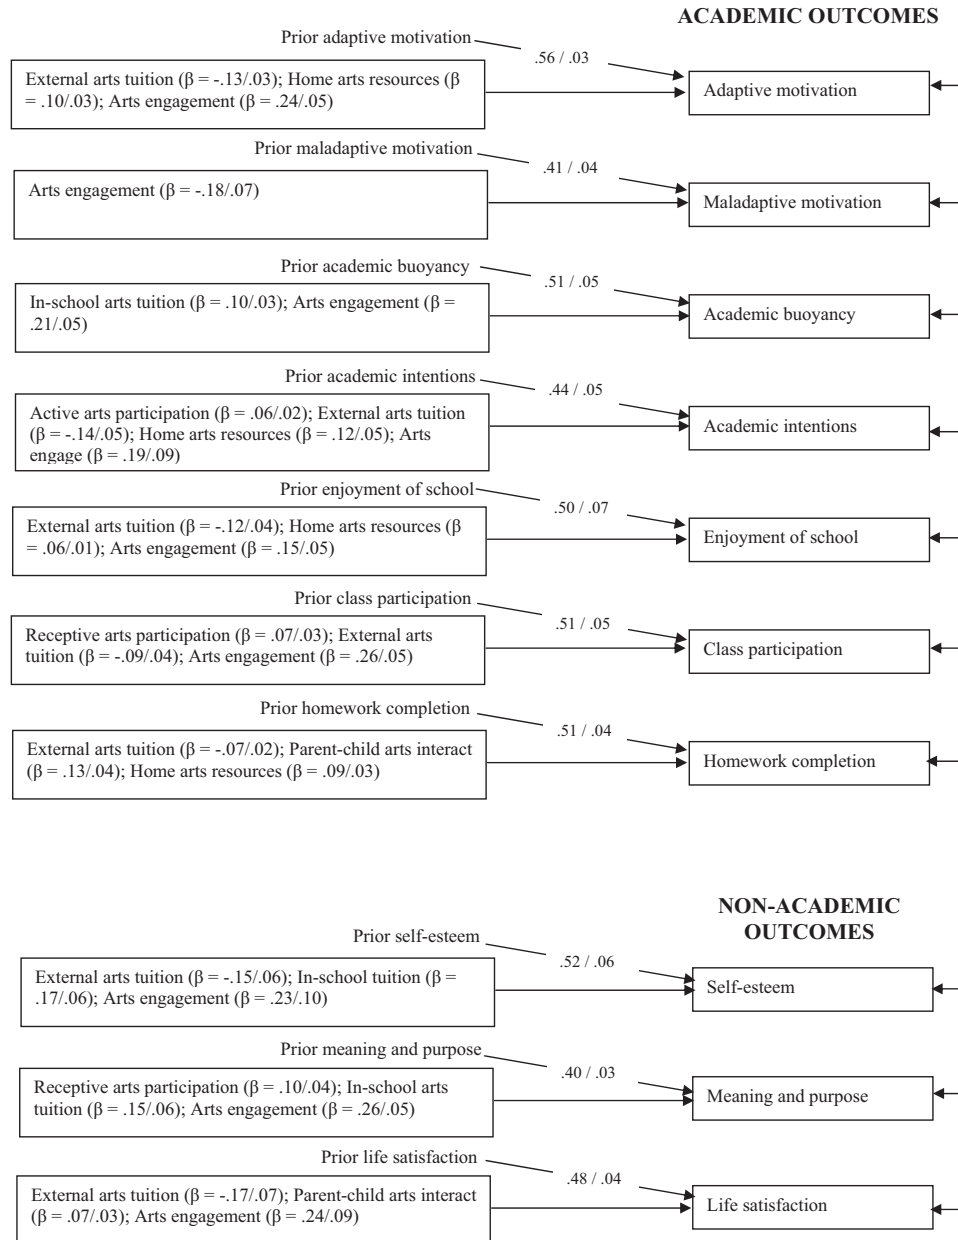 ACADEMIC OUTCOMES
Prior adaptive motivation
.56 / .03
External arts tuition (β = -.13/.03); Home arts resources (β
= .10/.03); Arts engagement (β = .24/.05)
Adaptive motivation
Prior maladaptive motivation
.41 / .04
Arts engagement (β = -.18/.07)
Maladaptive motivation
Prior academic buoyancy
.51 / .05
In-school arts tuition (β = .10/.03); Arts engagement (β =
.21/.05)
Academic buoyancy
Prior academic intentions
.44 / .05
Active arts participation (β = .06/.02); External arts tuition
(β = -.14/.05); Home arts resources (β = .12/.05); Arts
engage (β = .19/.09)
Academic intentions
Prior enjoyment of school
.50 / .07
External arts tuition (β = -.12/.04); Home arts resources (β
= .06/.01); Arts engagement (β = .15/.05)
Enjoyment of school
Prior class participation
.51 / .05
Receptive arts participation (β = .07/.03); External arts
tuition (β = -.09/.04); Arts engagement (β = .26/.05)
Class participation
Prior homework completion
.51 / .04
External arts tuition (β = -.07/.02); Parent-child arts interact
(β = .13/.04); Home arts resources (β = .09/.03)
Homework completion
NON-ACADEMIC
OUTCOMES
Prior self-esteem
.52 / .06
External arts tuition (β = -.15/.06); In-school tuition (β =
.17/.06); Arts engagement (β = .23/.10)
Self-esteem
Prior meaning and purpose
.40 / .03
Receptive arts participation (β = .10/.04); In-school arts
tuition (β = .15/.06); Arts engagement (β = .26/.05)
Meaning and purpose
Prior life satisfaction
.48 / .04
External arts tuition (β = -.17/.07); Parent-child arts interact
(β = .07/.03); Arts engagement (β = .24/.09)
Life satisfaction